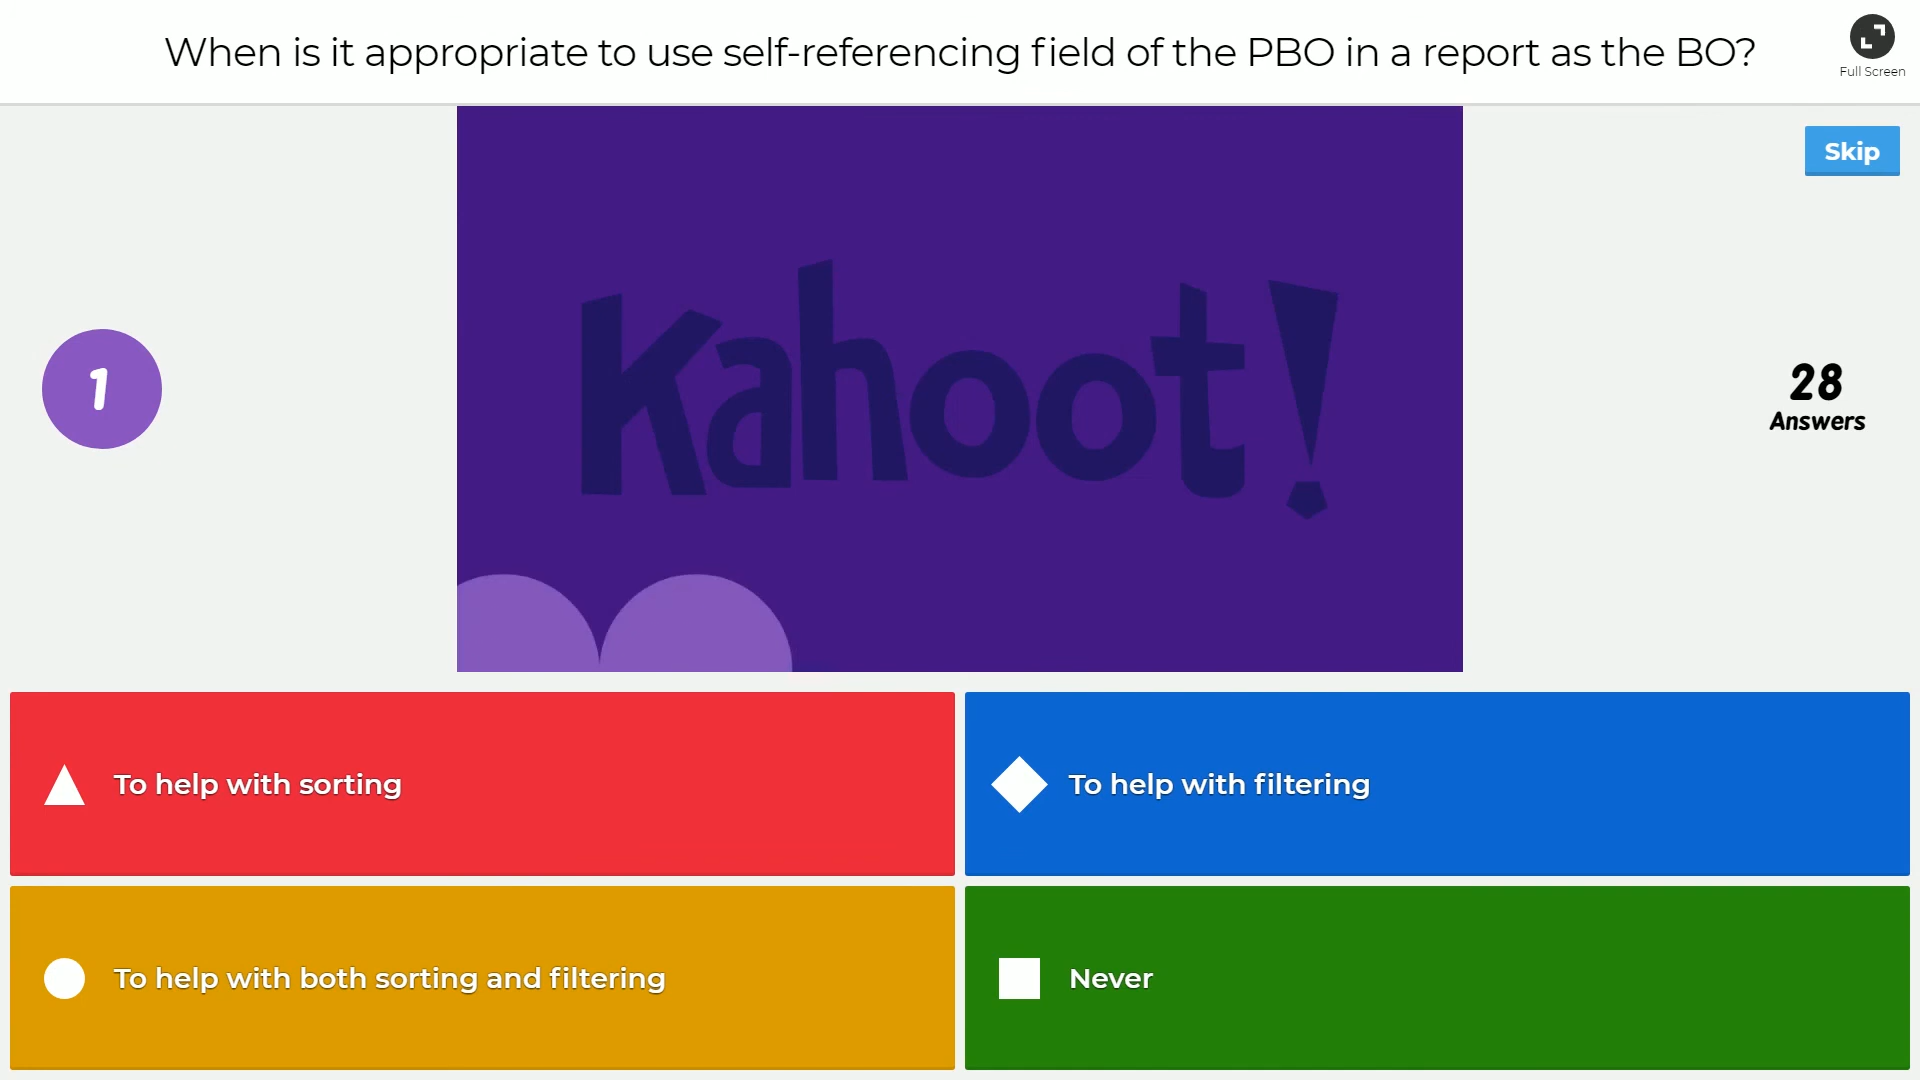 When is it appropriate to use self-referencing field of the PBO in a report as the BO?
Full Screen
Skip
Kahoot!
1
28
Answers
To help with sorting
To help with filtering
To help with both sorting and filtering
Never